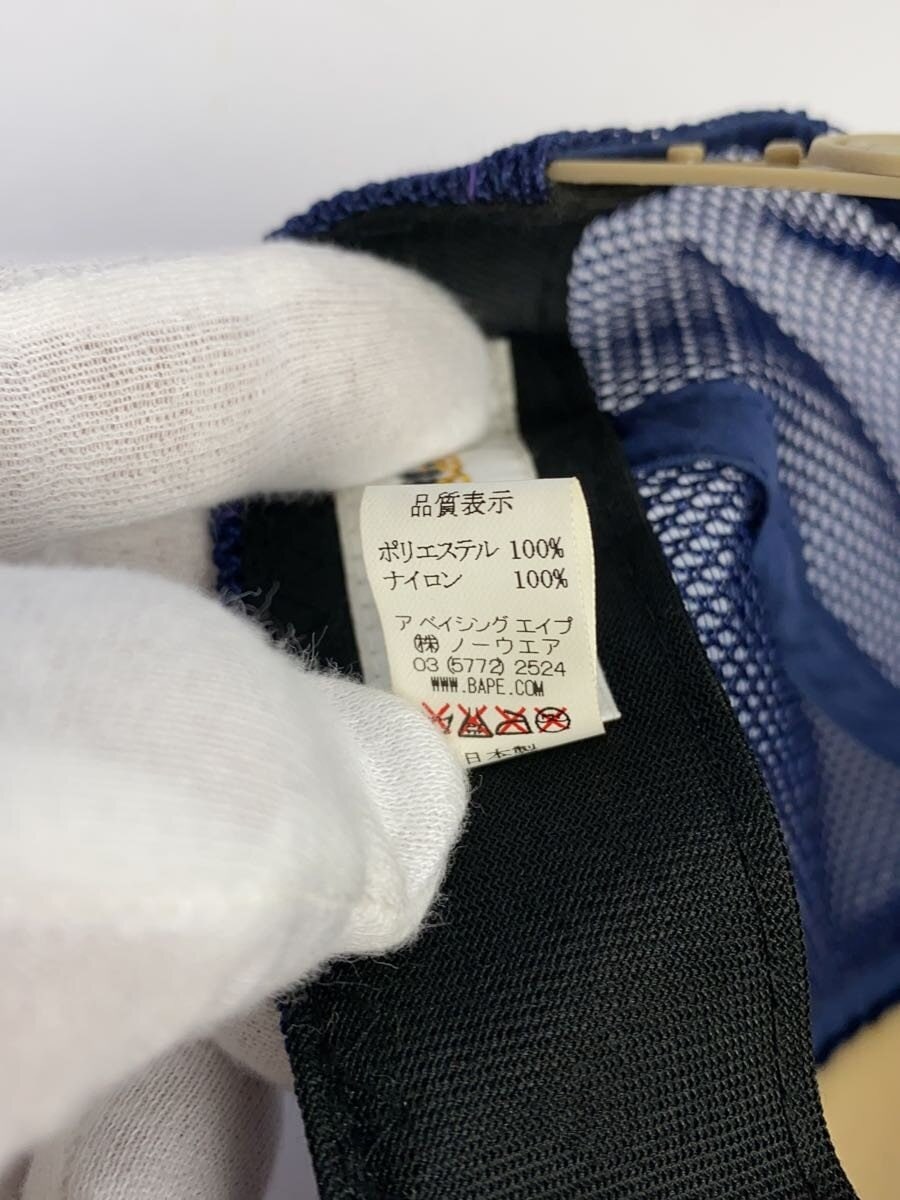 品質表示
ポリエステル 100%
ナイロン 100%
アベイシングエイプ
㈱ ノーウエア
03 (5772) 2524
WWW.BAPE.COM
日本製